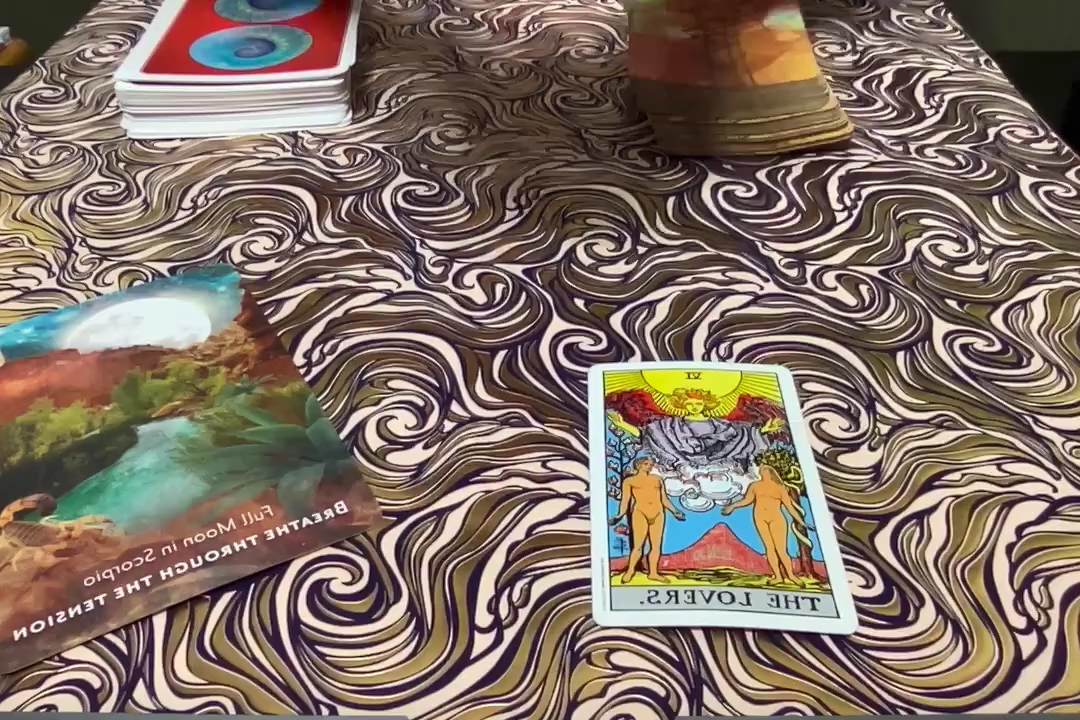 Full Moon in Scorpio
BREATHE THROUGH THE TENSION
VI
THE LOVERS.